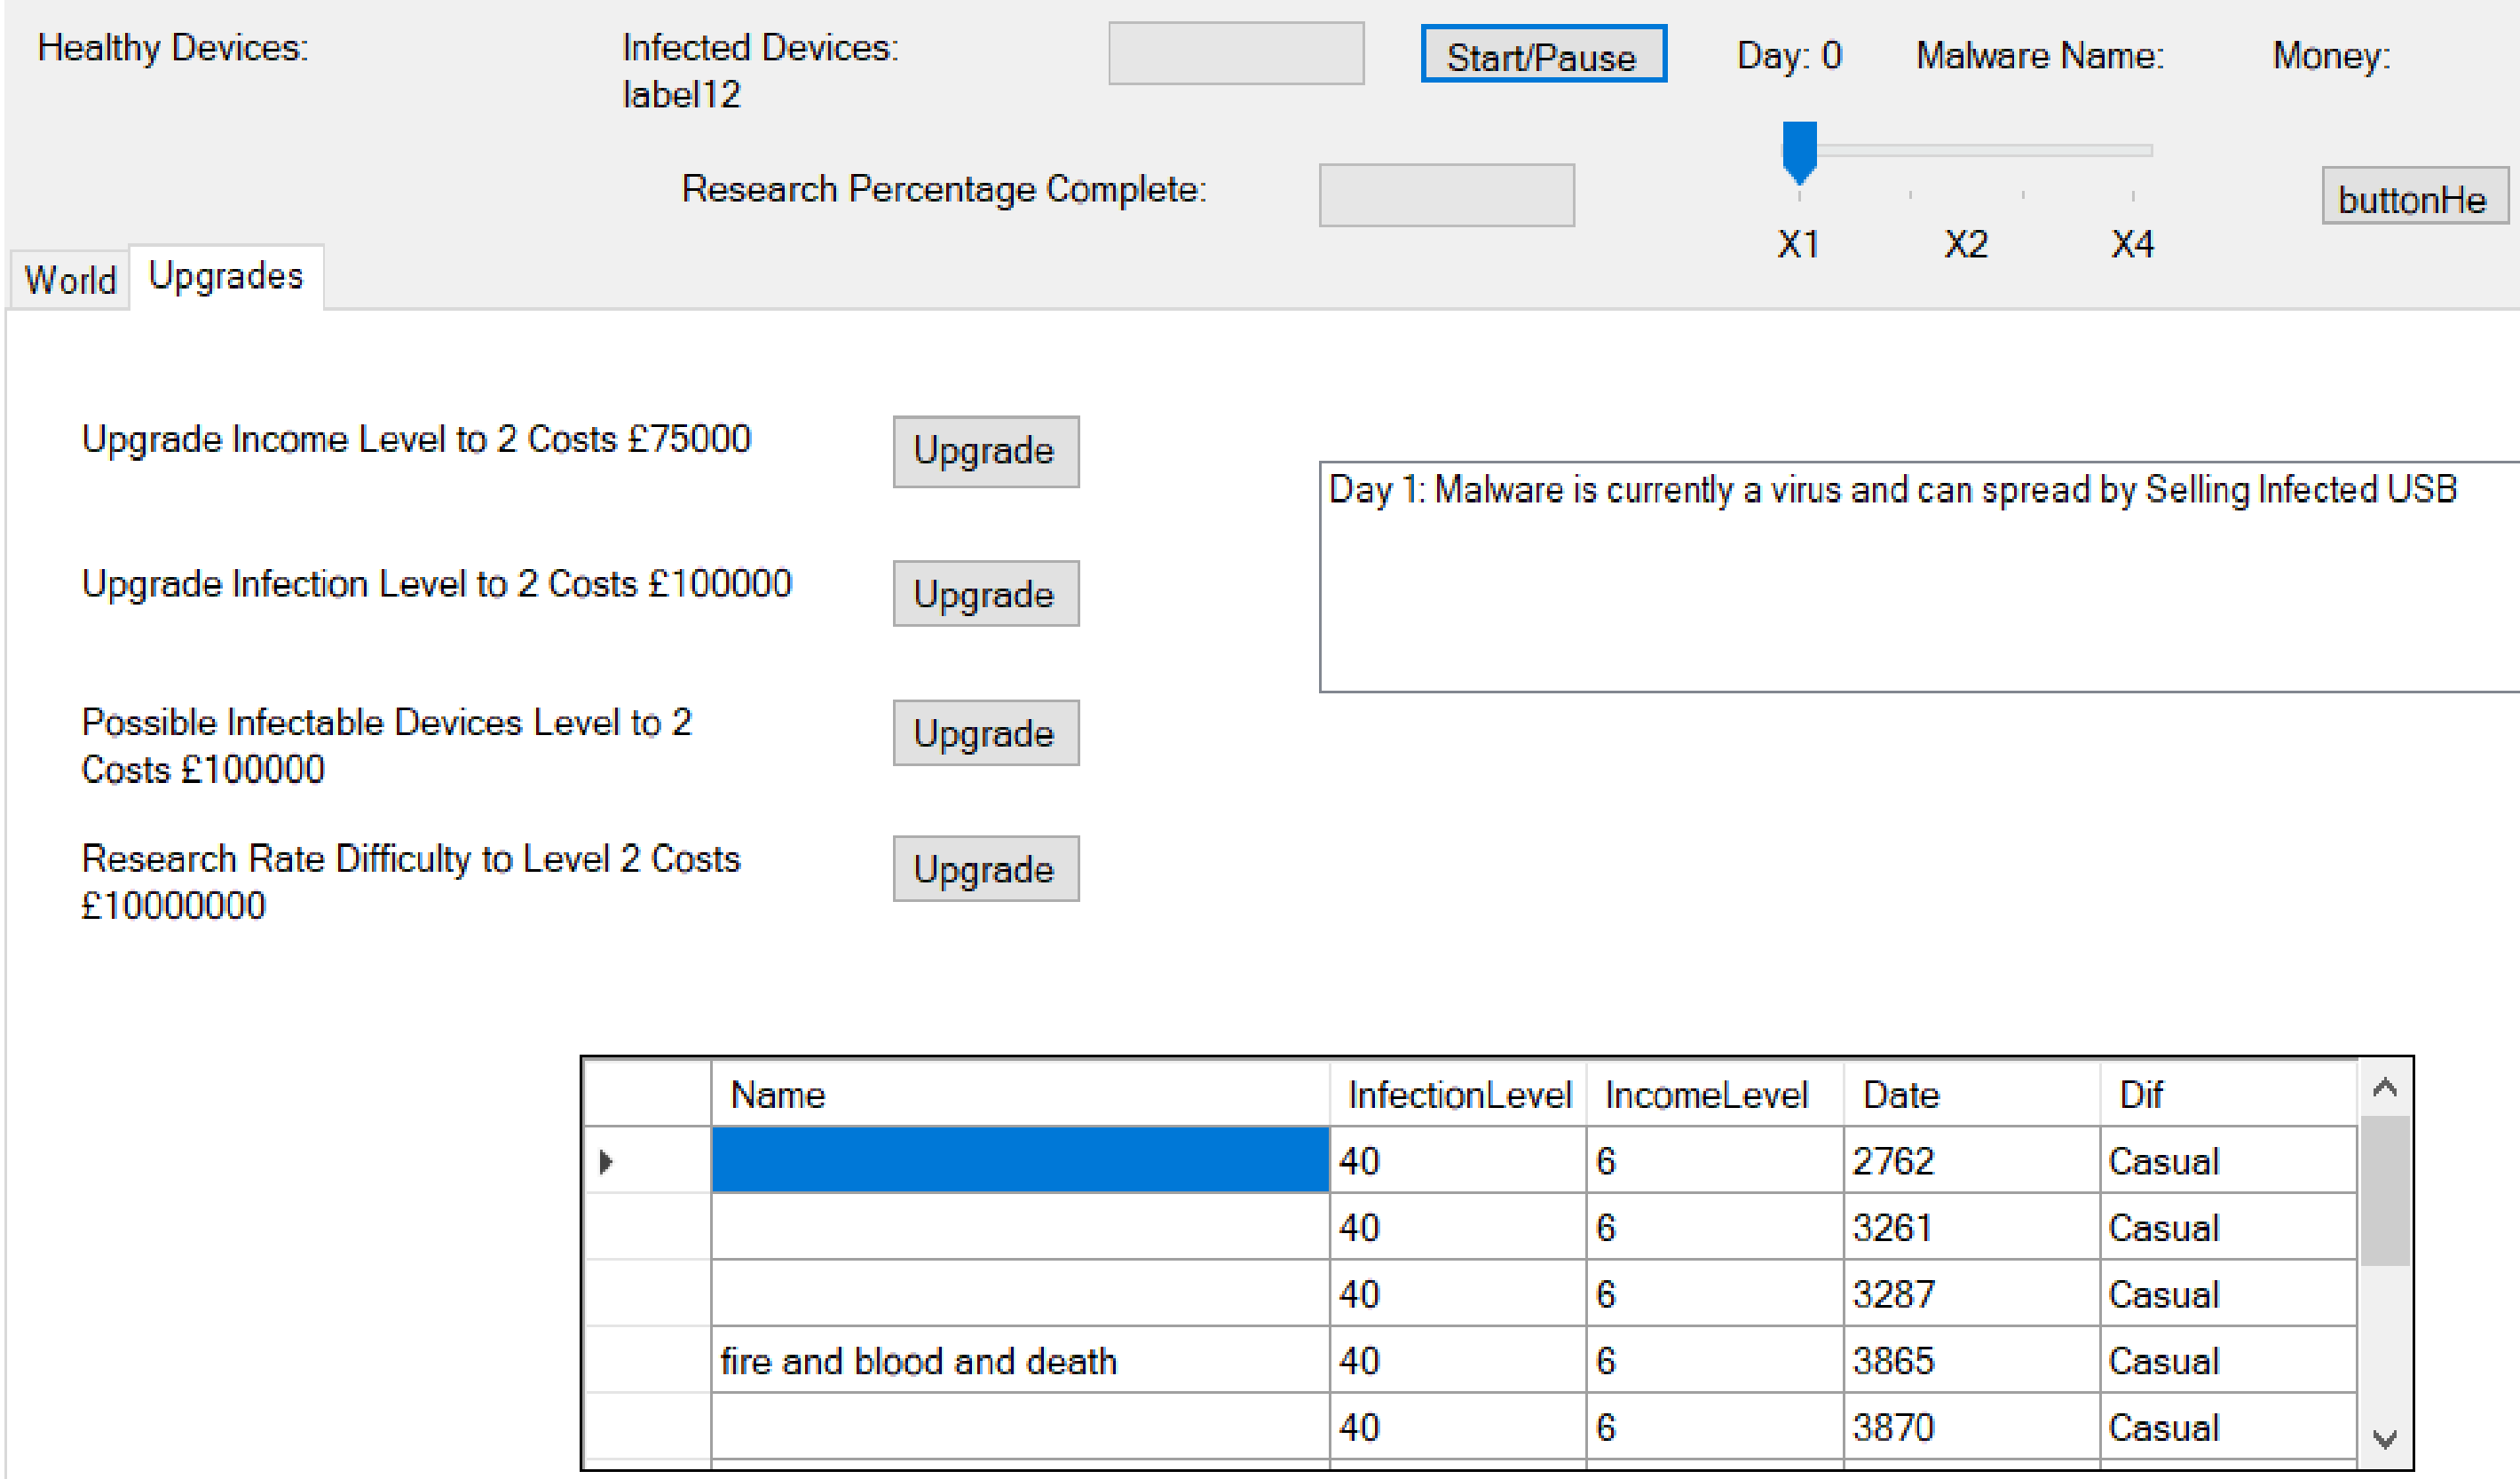 Healthy Devices:
Infected Devices:
label12
Start/Pause
Day: 0
Malware Name:
Money:
Research Percentage Complete:
X1
X2
X4
buttonHe
World
Upgrades
Upgrade Income Level to 2 Costs £75000
Upgrade
Day 1: Malware is currently a virus and can spread by Selling Infected USB
Upgrade Infection Level to 2 Costs £100000
Upgrade
Possible Infectable Devices Level to 2
Costs £100000
Upgrade
Research Rate Difficulty to Level 2 Costs
£10000000
Upgrade
Name InfectionLevel IncomeLevel Date Dif
40 6 2762 Casual
40 6 3261 Casual
40 6 3287 Casual
fire and blood and death 40 6 3865 Casual
40 6 3870 Casual